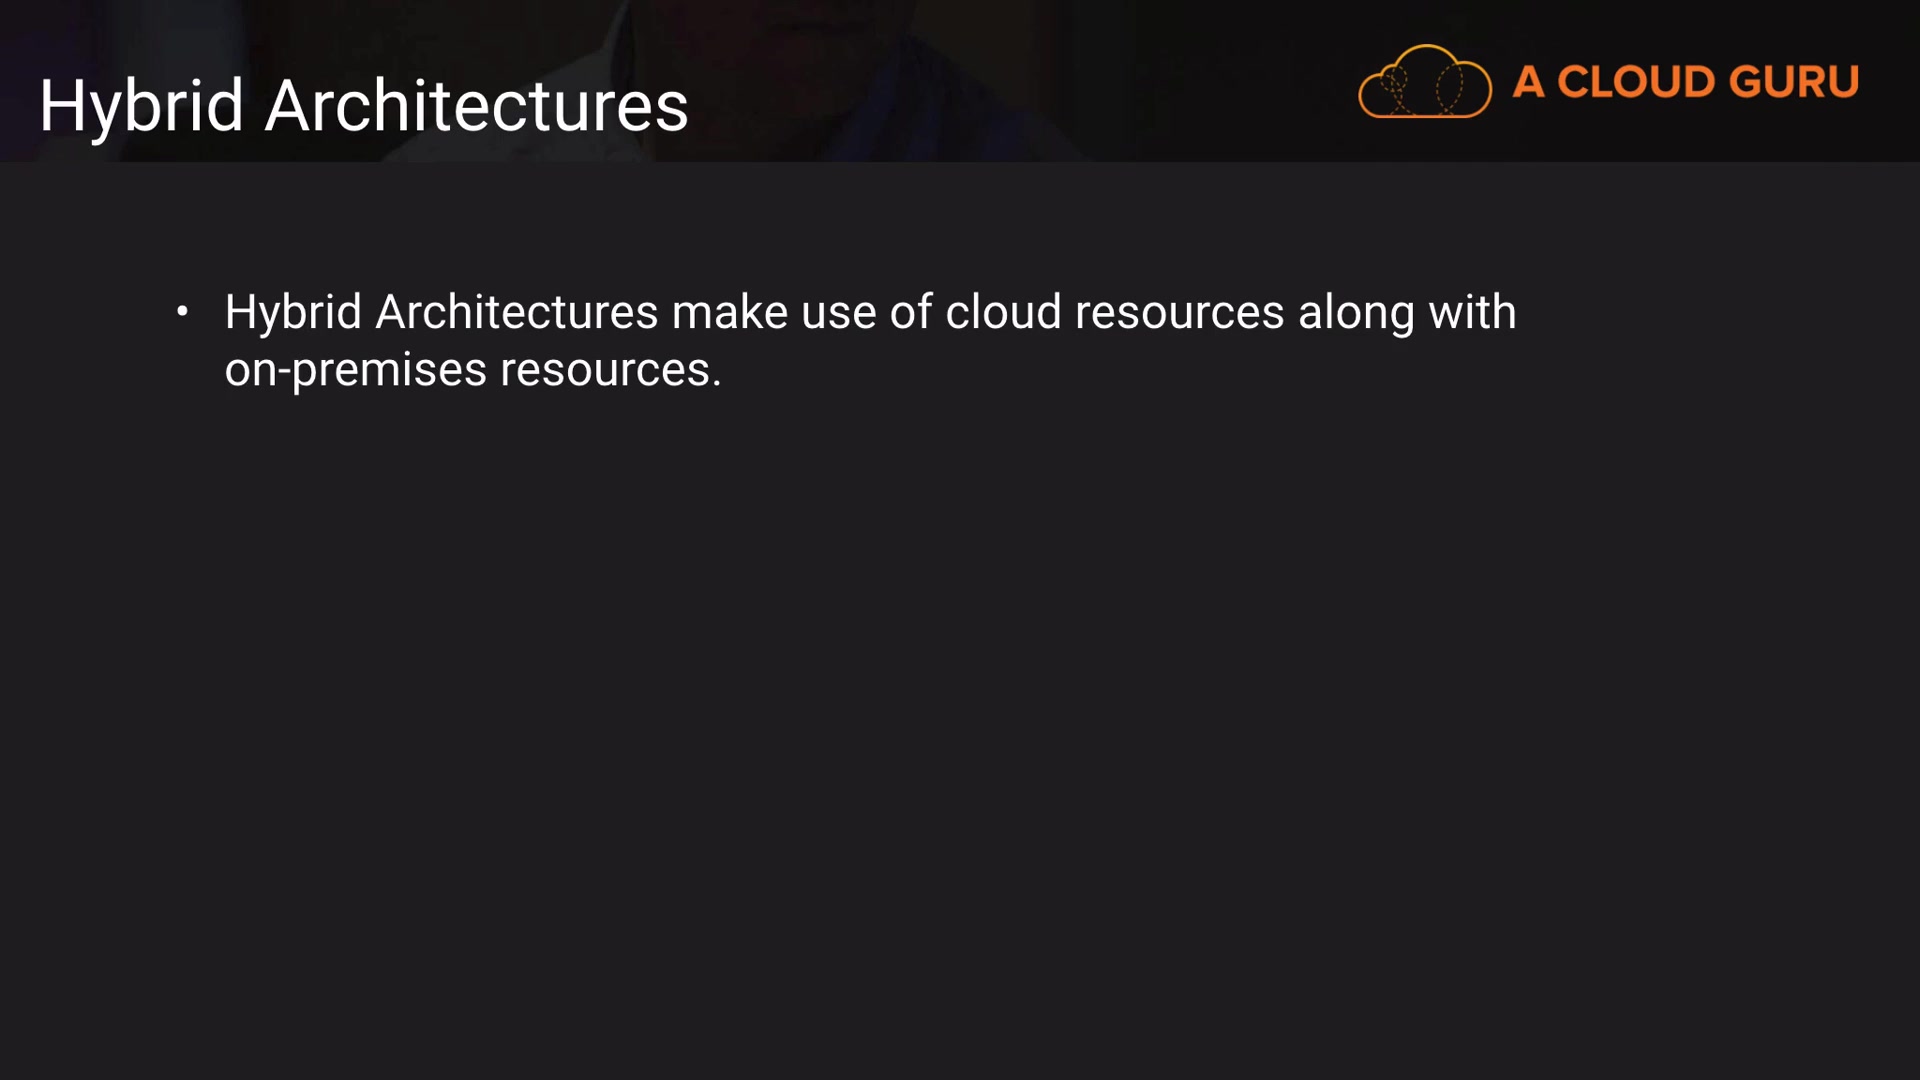 Hybrid Architectures
A CLOUD GURU
• Hybrid Architectures make use of cloud resources along with
on-premises resources.